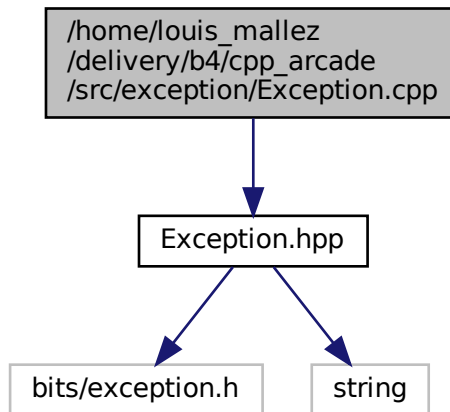 /home/louis_mallez
/delivery/b4/cpp_arcade
/src/exception/Exception.cpp
Exception.hpp
bits/exception.h
string